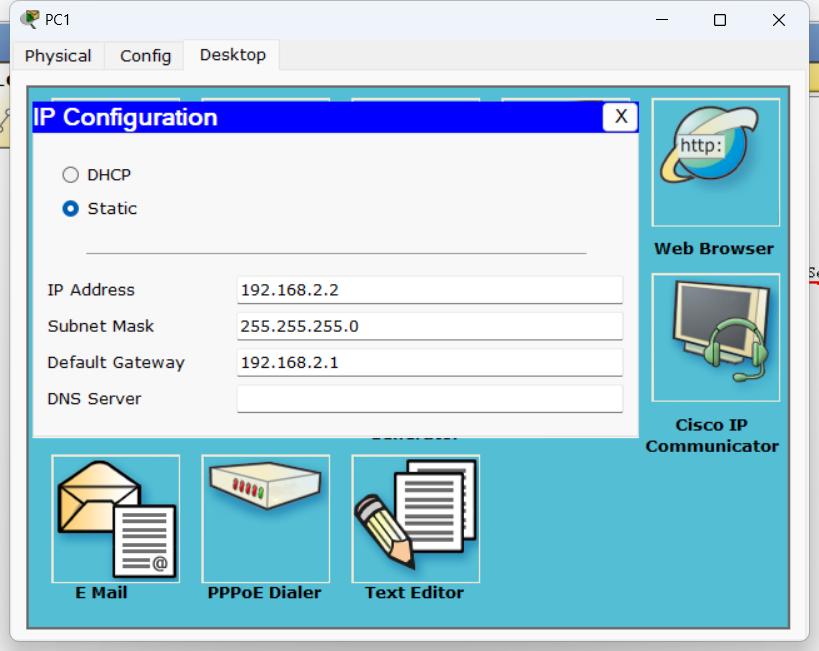 PC1
Physical
Config
Desktop
IP Configuration
X
DHCP
Static
IP Address
192.168.2.2
Subnet Mask
255.255.255.0
Default Gateway
192.168.2.1
DNS Server
http:
Web Browser
Cisco IP
Communicator
E Mail
PPPoE Dialer
Text Editor